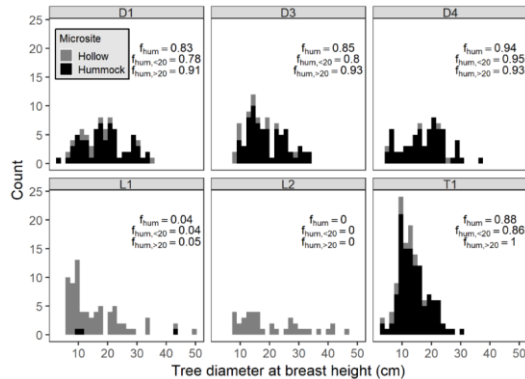 D1
D3
D4
Microsite
Hollow
Hummock
f_hum = 0.83
f_hum,<20 = 0.78
f_hum,>20 = 0.91
f_hum = 0.85
f_hum,<20 = 0.8
f_hum,>20 = 0.93
f_hum = 0.94
f_hum,<20 = 0.95
f_hum,>20 = 0.93
25
20
15
10
5
0
L1
L2
T1
f_hum = 0.04
f_hum,<20 = 0.04
f_hum,>20 = 0.05
f_hum = 0
f_hum,<20 = 0
f_hum,>20 = 0
f_hum = 0.88
f_hum,<20 = 0.86
f_hum,>20 = 1
25
20
15
10
5
0
Count
10 20 30 40 50 10 20 30 40 50 10 20 30 40 50
Tree diameter at breast height (cm)